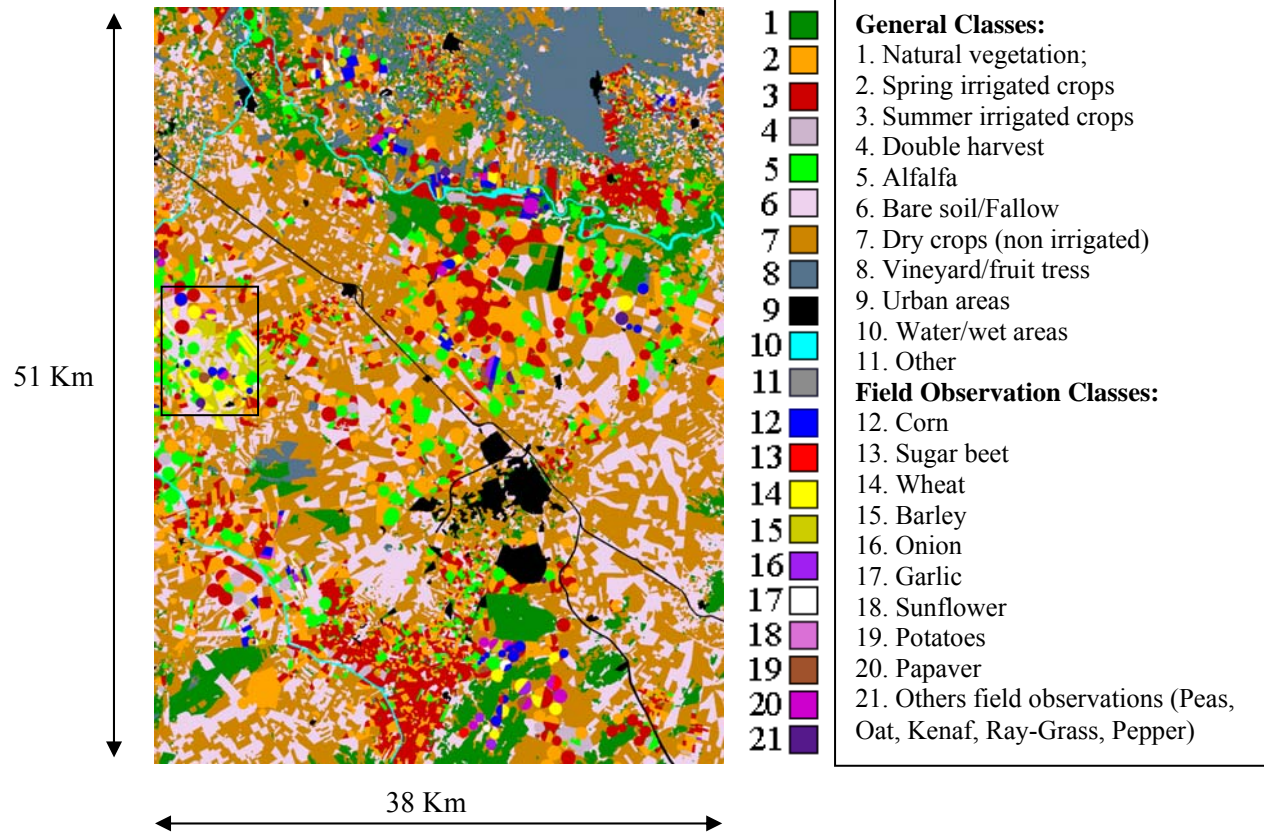 51 Km
38 Km
1
2
3
4
5
6
7
8
9
10
11
12
13
14
15
16
17
18
19
20
21
General Classes:
1. Natural vegetation;
2. Spring irrigated crops
3. Summer irrigated crops
4. Double harvest
5. Alfalfa
6. Bare soil/Fallow
7. Dry crops (non irrigated)
8. Vineyard/fruit tress
9. Urban areas
10. Water/wet areas
11. Other
Field Observation Classes:
12. Corn
13. Sugar beet
14. Wheat
15. Barley
16. Onion
17. Garlic
18. Sunflower
19. Potatoes
20. Papaver
21. Others field observations (Peas,
Oat, Kenaf, Ray-Grass, Pepper)